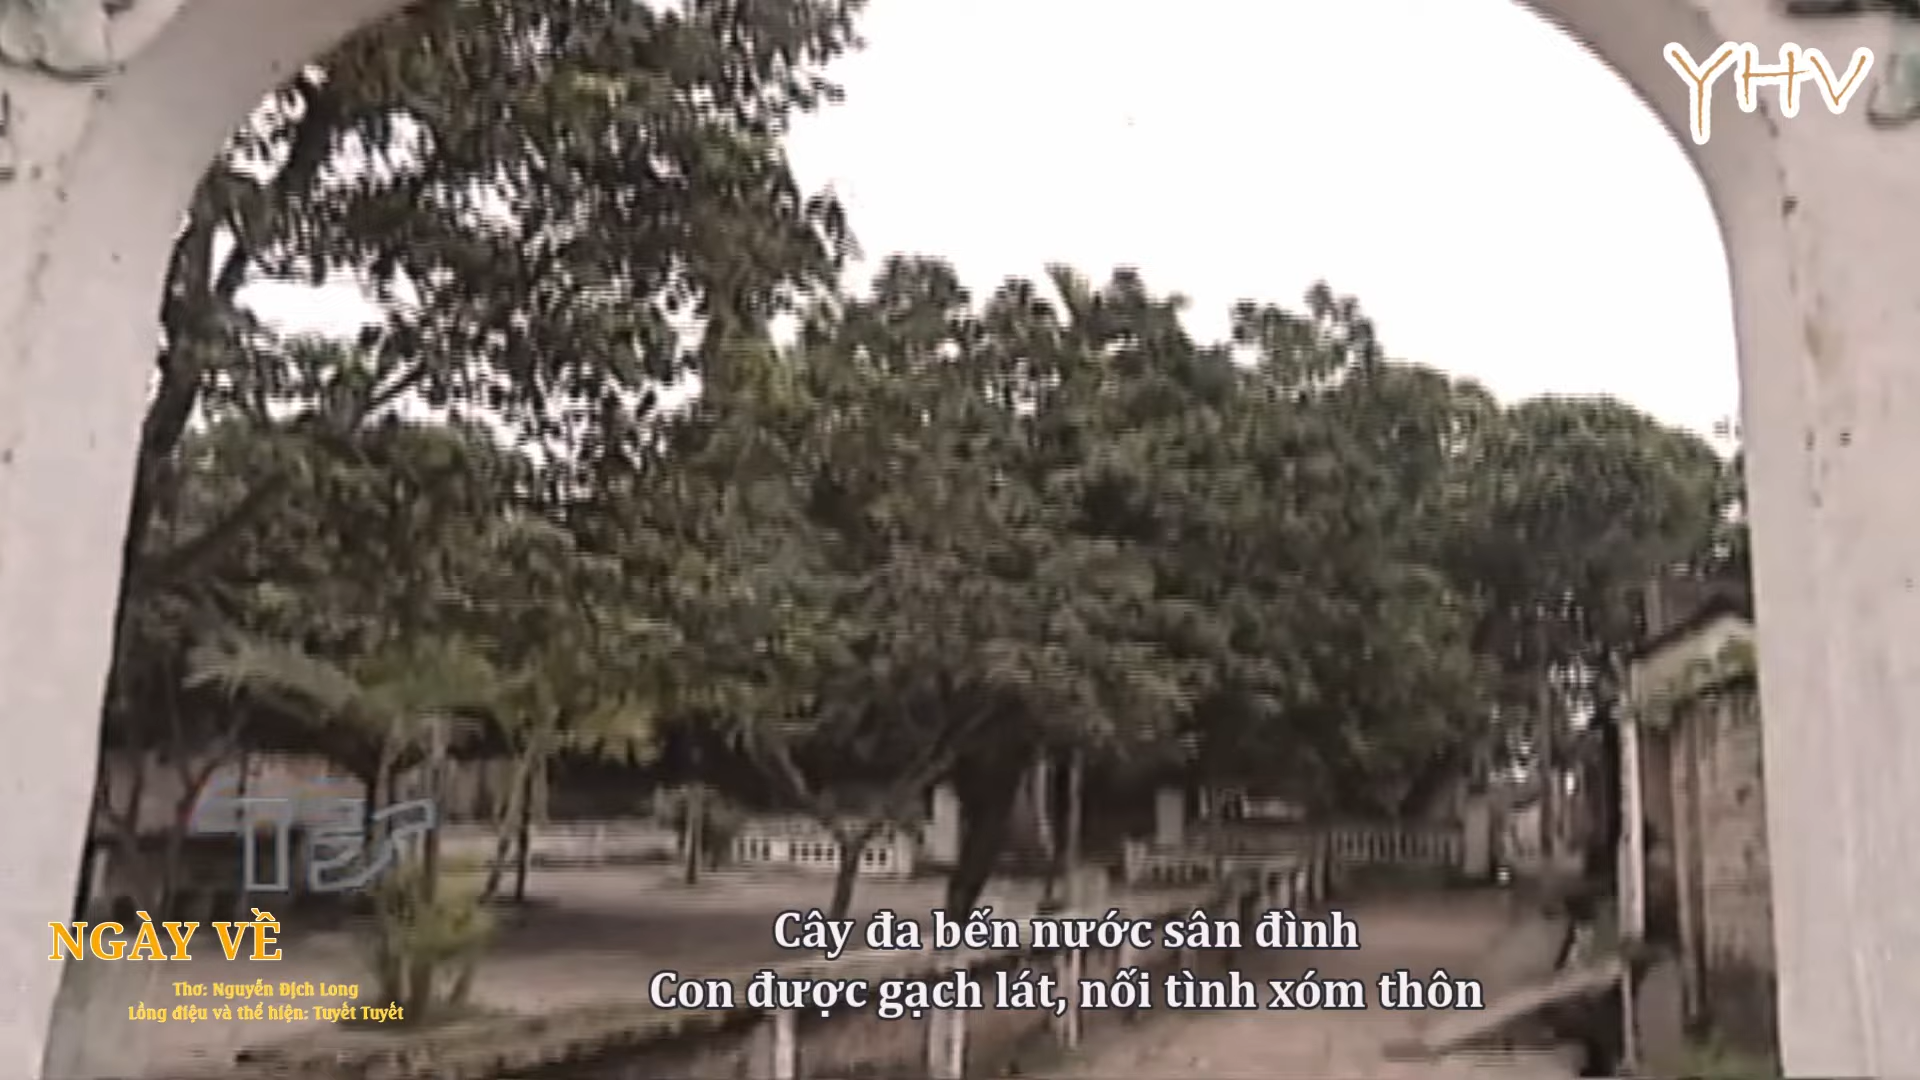 YHV
Cây đa bến nước sân đình
Con được gạch lát, nối tình xóm thôn
NGÀY VỀ
Thơ: Nguyễn Địch Long
Lồng điệu và thể hiện: Tuyết Tuyết